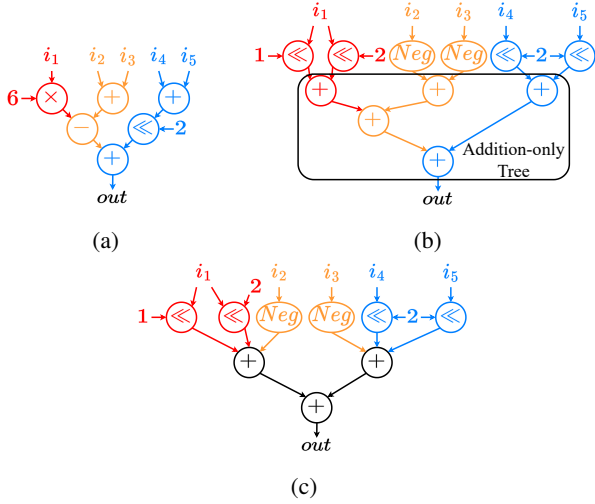 i₁ i₂ i₃ i₄ i₅
6 × + +
− ≪ 2
+
out
(a)
i₁ i₂ i₄ i₅
1 ≪ ≪ 2 Neg Neg ≪ 2 ≪
+ + +
+
+ Addition-only
Tree
out
(b)
i₁ i₂ i₃ i₄ i₅
2
1 ≪ ≪ Neg Neg ≪ 2 ≪
+ +
+
out
(c)